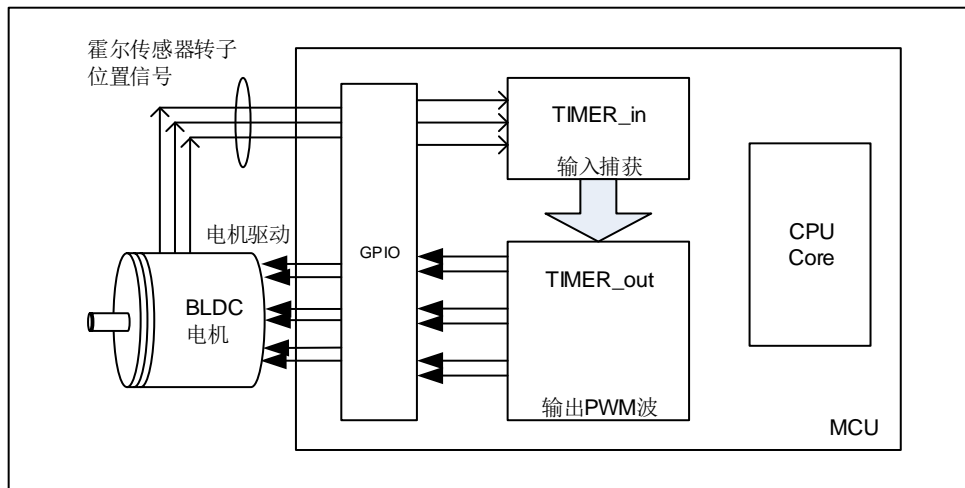 霍尔传感器转子
位置信号
TIMER_in
输入捕获
CPU
Core
电机驱动
GPIO
TIMER_out
BLDC
电机
输出PWM波
MCU